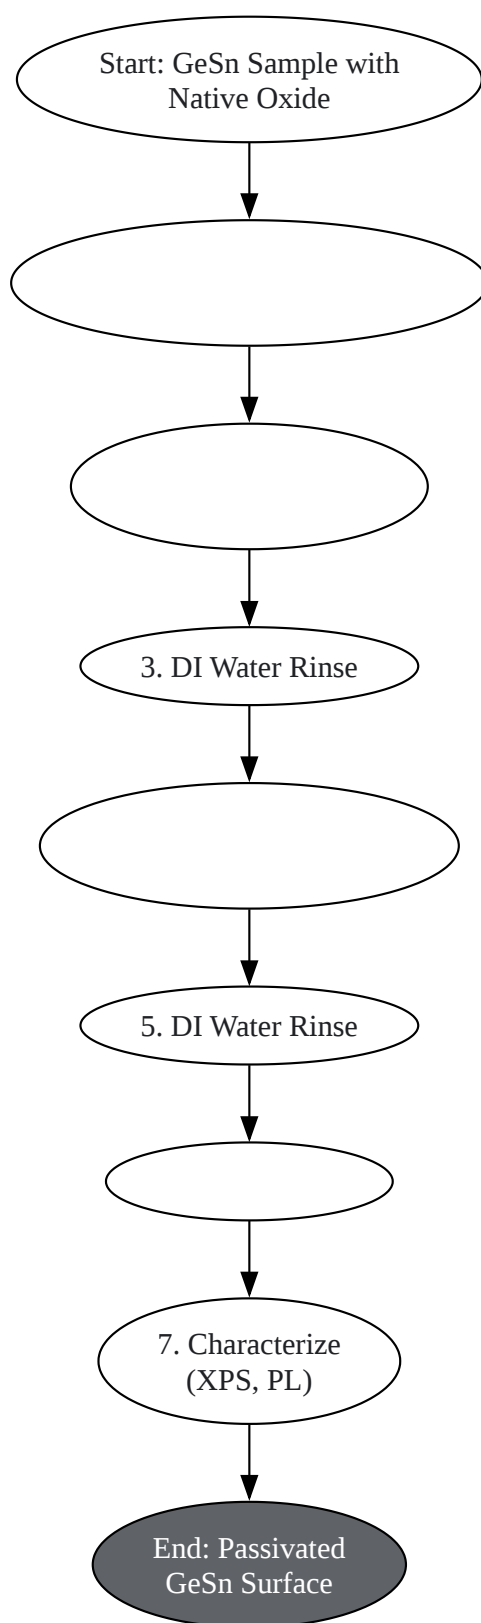 Start: GeSn Sample with
Native Oxide
3. DI Water Rinse
5. DI Water Rinse
7. Characterize
(XPS, PL)
End: Passivated
GeSn Surface